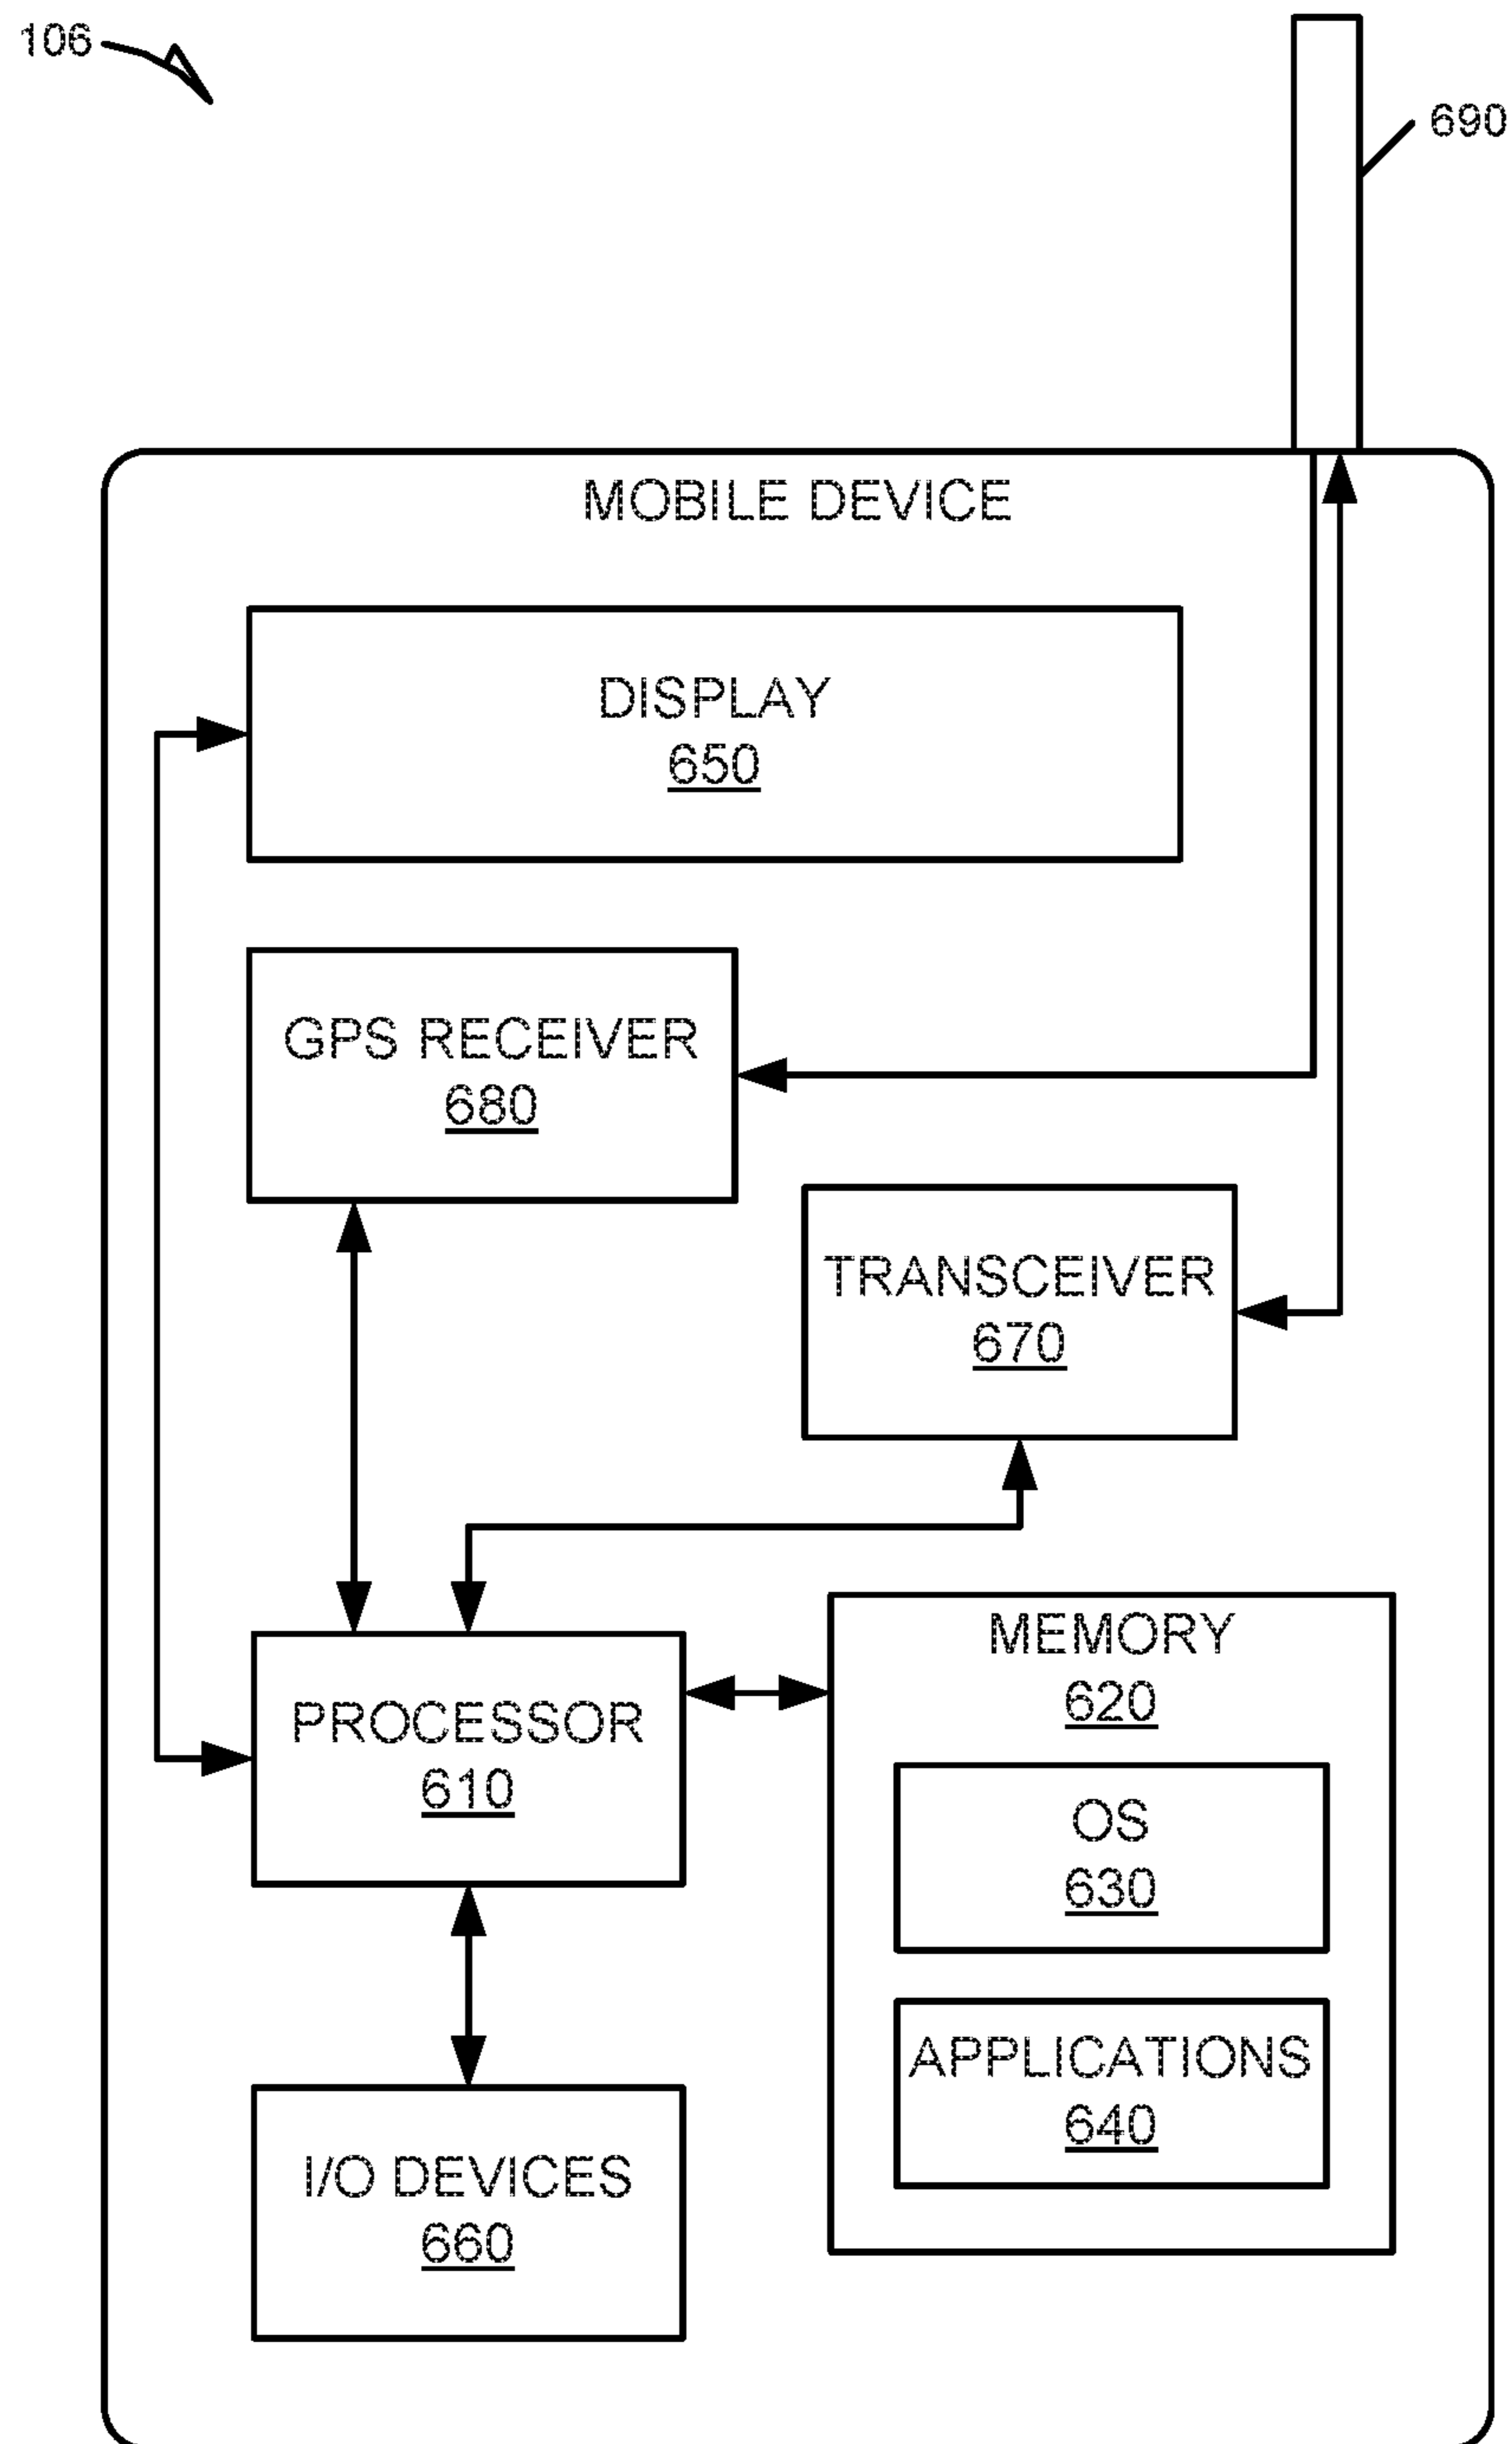 106
690
MOBILE DEVICE
DISPLAY
650
GPS RECEIVER
680
TRANSCEIVER
670
PROCESSOR
610
MEMORY
620
OS
630
APPLICATIONS
640
I/O DEVICES
660